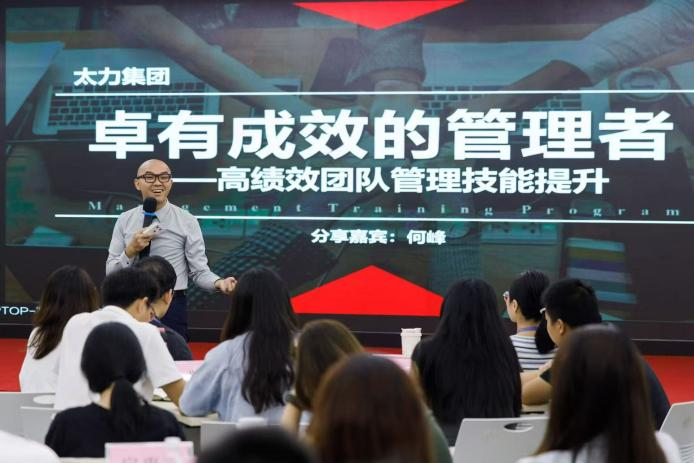 太力集团
卓有成效的管理者
——高绩效团队管理技能提升
Management Training Program
分享嘉宾：何峰